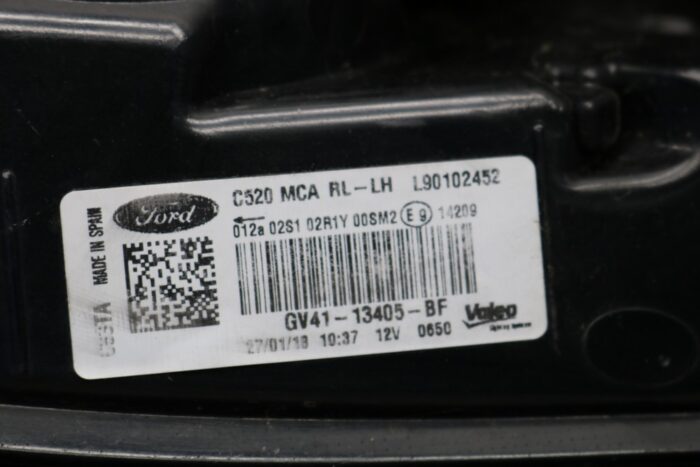 C520 MCA RL-LH L90102452
Ford
012a 02S1 02R1Y 00SM2 E9 14209
GV41-13405-BF
27/01/18 10:37 12V 0650
Valeo
MADE IN SPAIN